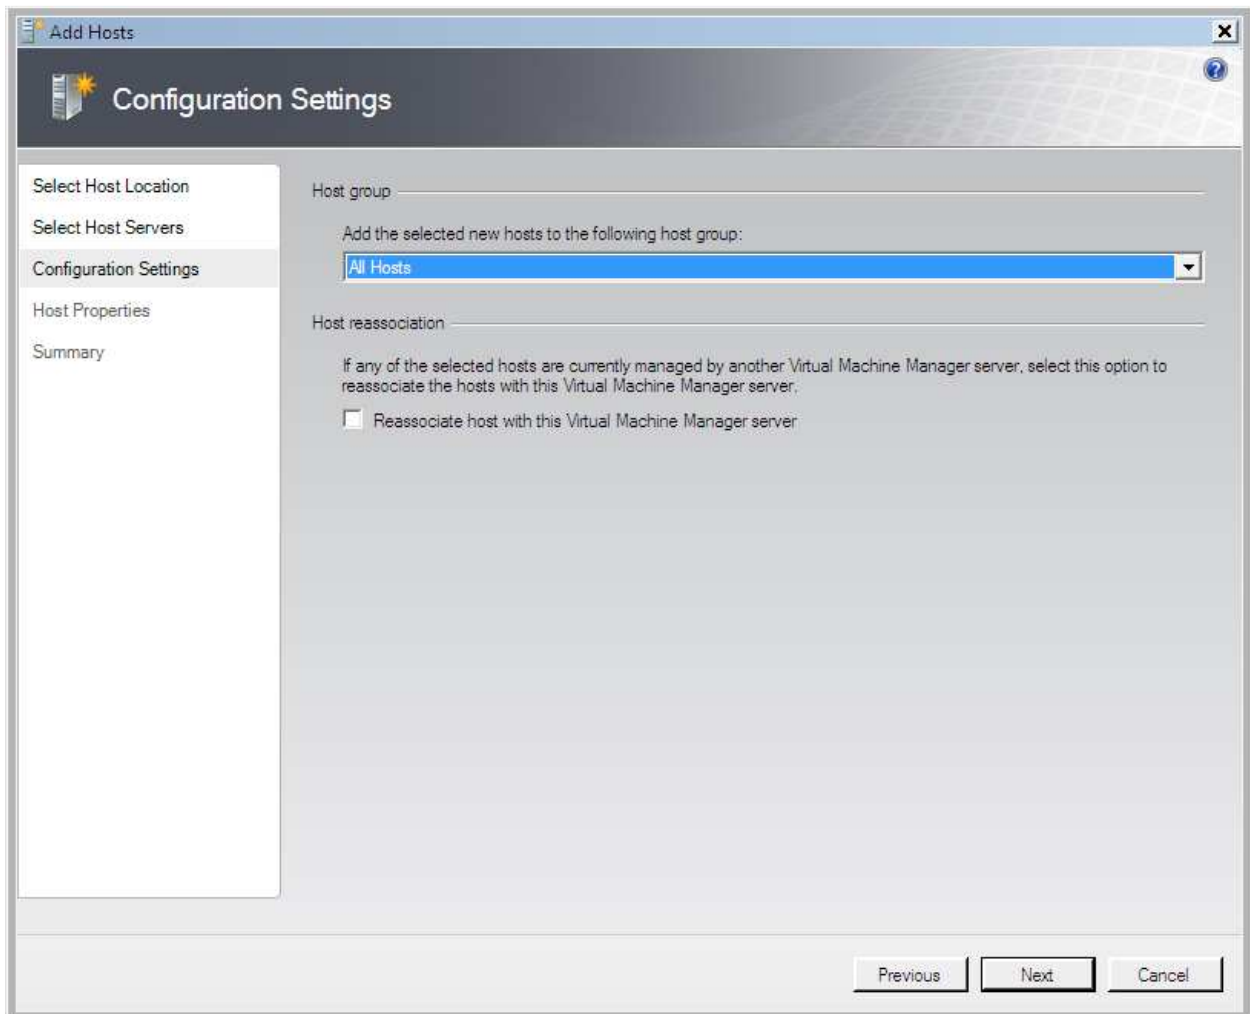 Add Hosts
Configuration Settings
Select Host Location
Select Host Servers
Configuration Settings
Host Properties
Summary
Host group
Add the selected new hosts to the following host group:
All Hosts
Host reassociation
If any of the selected hosts are currently managed by another Virtual Machine Manager server, select this option to
reassociate the hosts with this Virtual Machine Manager server.
Reassociate host with this Virtual Machine Manager server
Previous
Next
Cancel